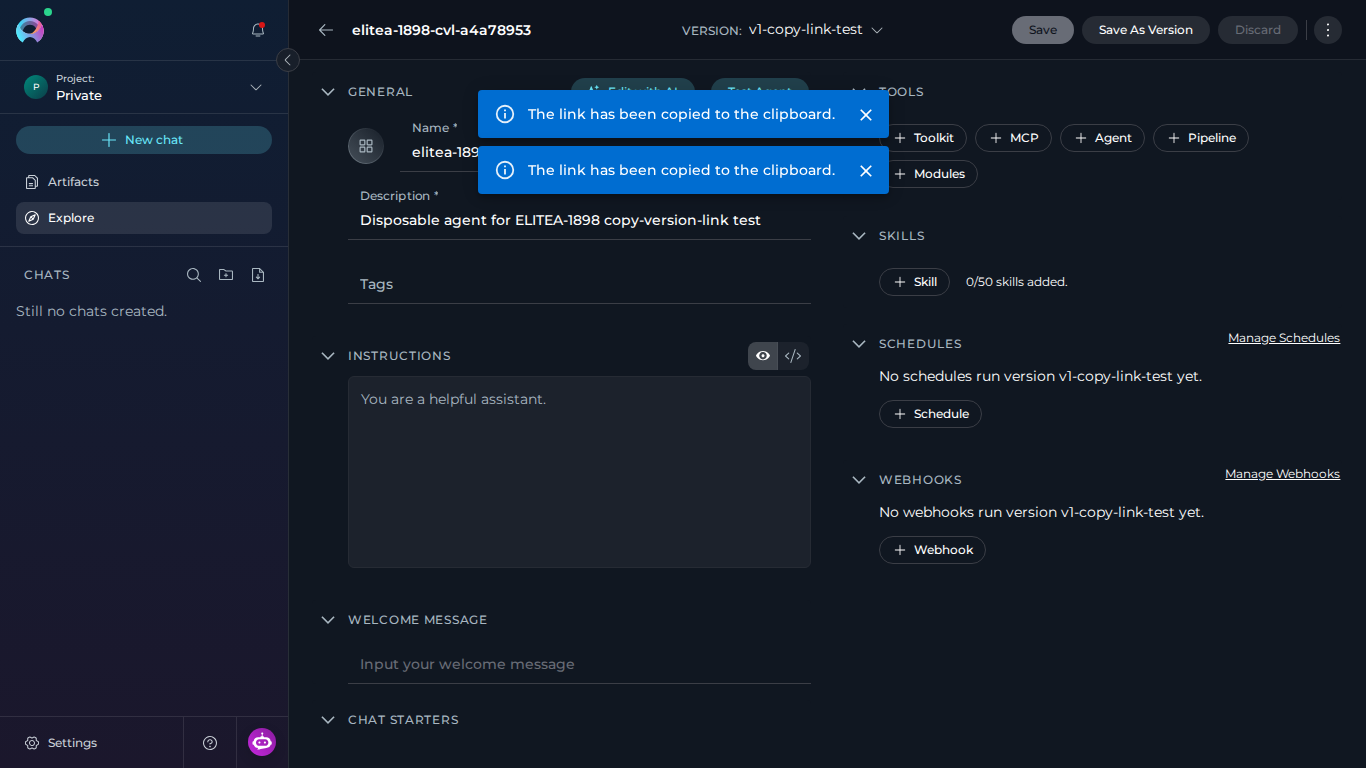 Project:
P
Private
New chat
Artifacts
Explore
CHATS
Still no chats created.
Settings
elitea-1898-cvl-a4a78953
VERSION: v1-copy-link-test
Save
Save As Version
Discard
GENERAL
The link has been copied to the clipboard.
The link has been copied to the clipboard.
Name *
elitea-189
Description *
Disposable agent for ELITEA-1898 copy-version-link test
Tags
INSTRUCTIONS
You are a helpful assistant.
WELCOME MESSAGE
Input your welcome message
CHAT STARTERS
TOOLS
Toolkit
MCP
Agent
Pipeline
Modules
SKILLS
Skill
0/50 skills added.
SCHEDULES
Manage Schedules
No schedules run version v1-copy-link-test yet.
Schedule
WEBHOOKS
Manage Webhooks
No webhooks run version v1-copy-link-test yet.
Webhook